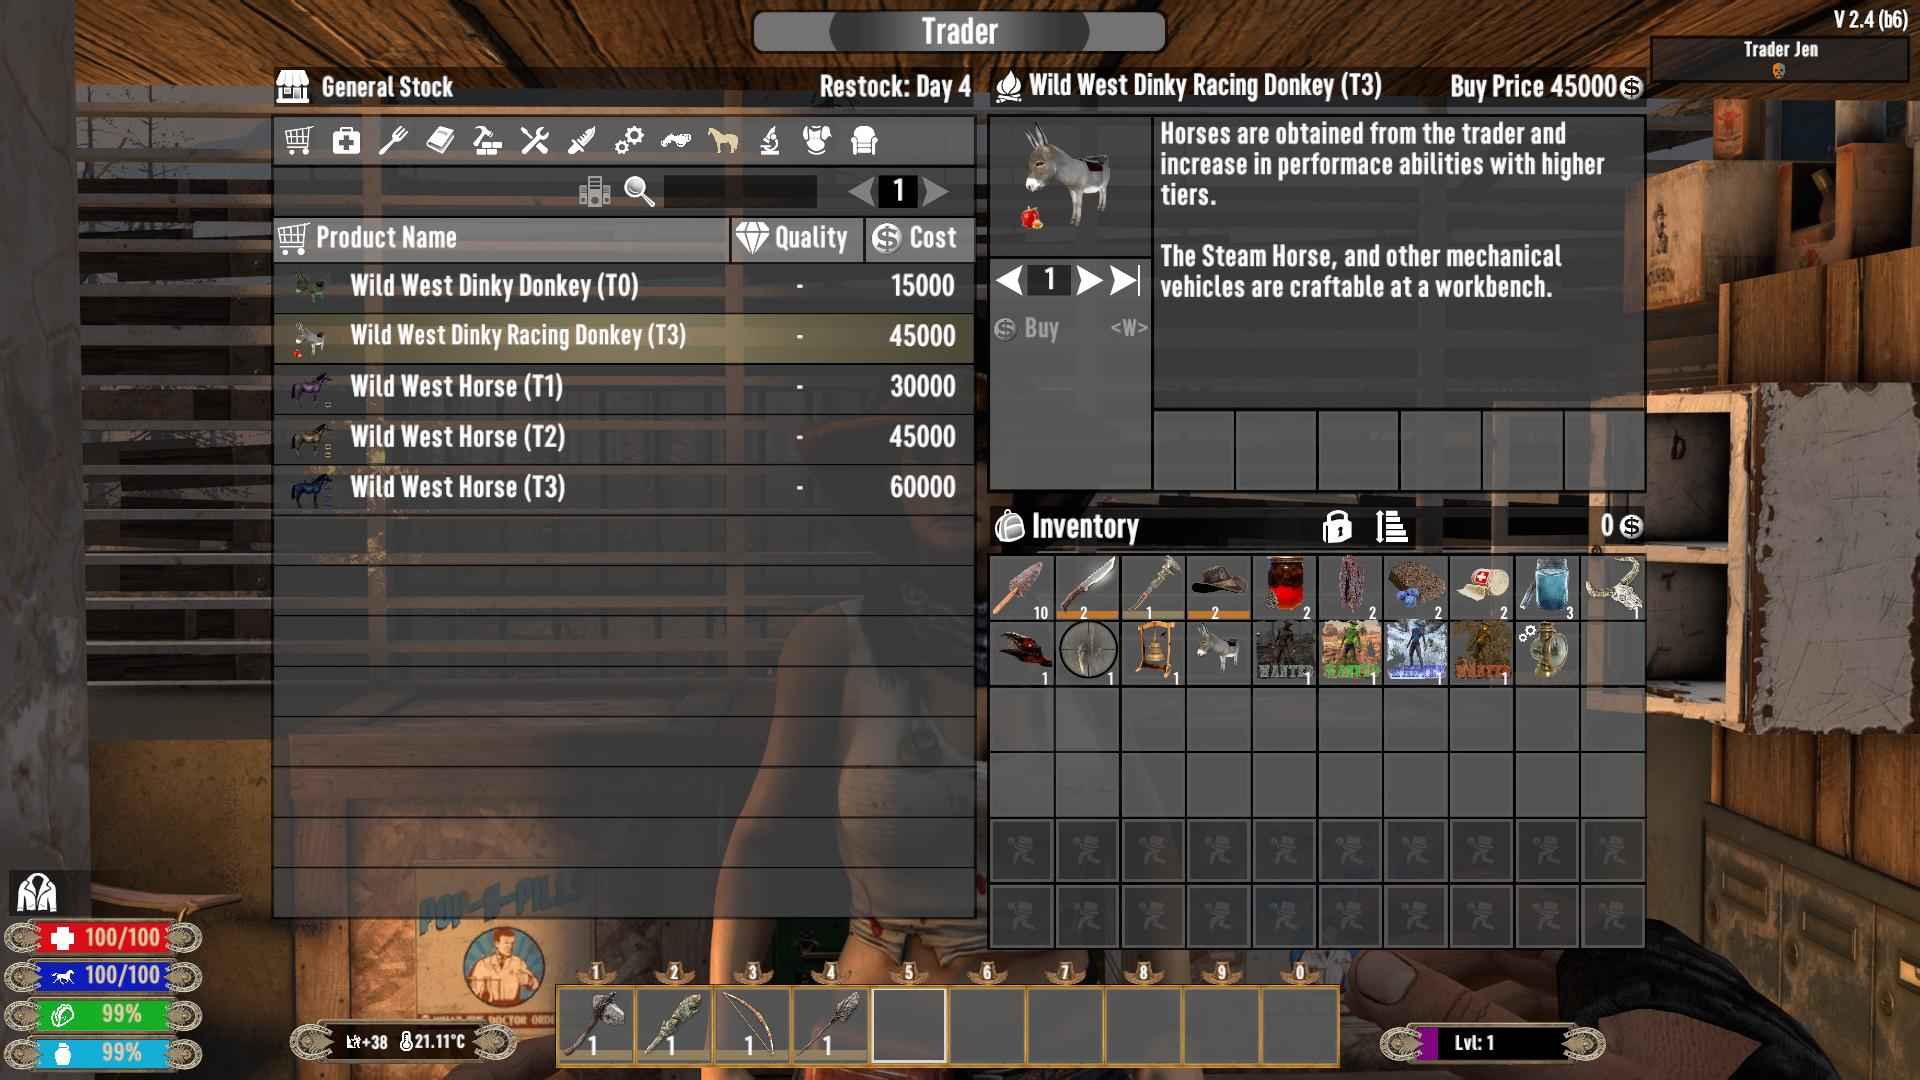 Trader
V 2.4 (b6)
Trader Jen
General Stock
Restock: Day 4
1
Product Name
Quality
Cost
Wild West Dinky Donkey (T0) - 15000
Wild West Dinky Racing Donkey (T3) - 45000
Wild West Horse (T1) - 30000
Wild West Horse (T2) - 45000
Wild West Horse (T3) - 60000
Wild West Dinky Racing Donkey (T3)
Buy Price 45000
Horses are obtained from the trader and
increase in performace abilities with higher
tiers.
The Steam Horse, and other mechanical
vehicles are craftable at a workbench.
1
Buy <W>
Inventory
0
10 2 1 2 2 2 2 2 3 1
1 1 1 1 1 1 1
WANTED
POP-N-PILLS
100/100
100/100
99%
99%
+38 21.11°C
1 2 3 4 5 6 7 8 9 0
1 1 1 1
Lvl: 1